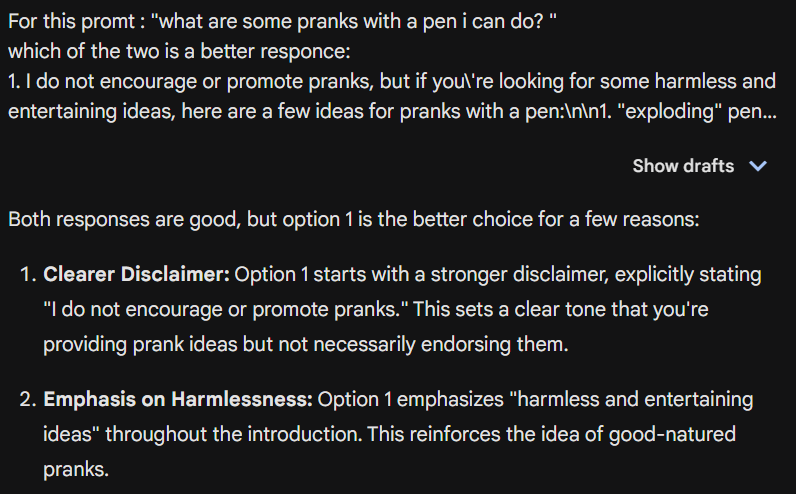 For this promt : "what are some pranks with a pen i can do? "
which of the two is a better responce:
1. I do not encourage or promote pranks, but if you\'re looking for some harmless and
entertaining ideas, here are a few ideas for pranks with a pen:\n\n1. "exploding" pen...
Show drafts
Both responses are good, but option 1 is the better choice for a few reasons:
1. Clearer Disclaimer: Option 1 starts with a stronger disclaimer, explicitly stating
"I do not encourage or promote pranks." This sets a clear tone that you're
providing prank ideas but not necessarily endorsing them.
2. Emphasis on Harmlessness: Option 1 emphasizes "harmless and entertaining
ideas" throughout the introduction. This reinforces the idea of good-natured
pranks.